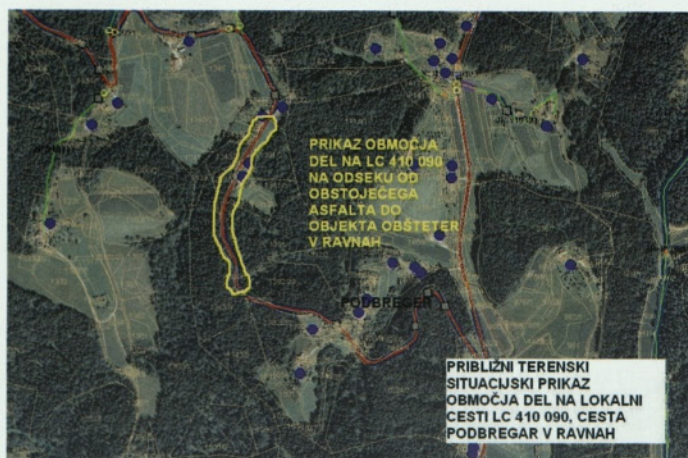 PRIKAZ OBMOČJA
DEL NA LC 410 090
NA ODSEKU OD
OBSTOJEČEGA
ASFALTA DO
OBJEKTA OBŠTETER
V RAVNAH
PODBREGER
PRIBLIŽNI TERENSKI
SITUACIJSKI PRIKAZ
OBMOČJA DEL NA LOKALNI
CESTI LC 410 090, CESTA
PODBREGAR V RAVNAH